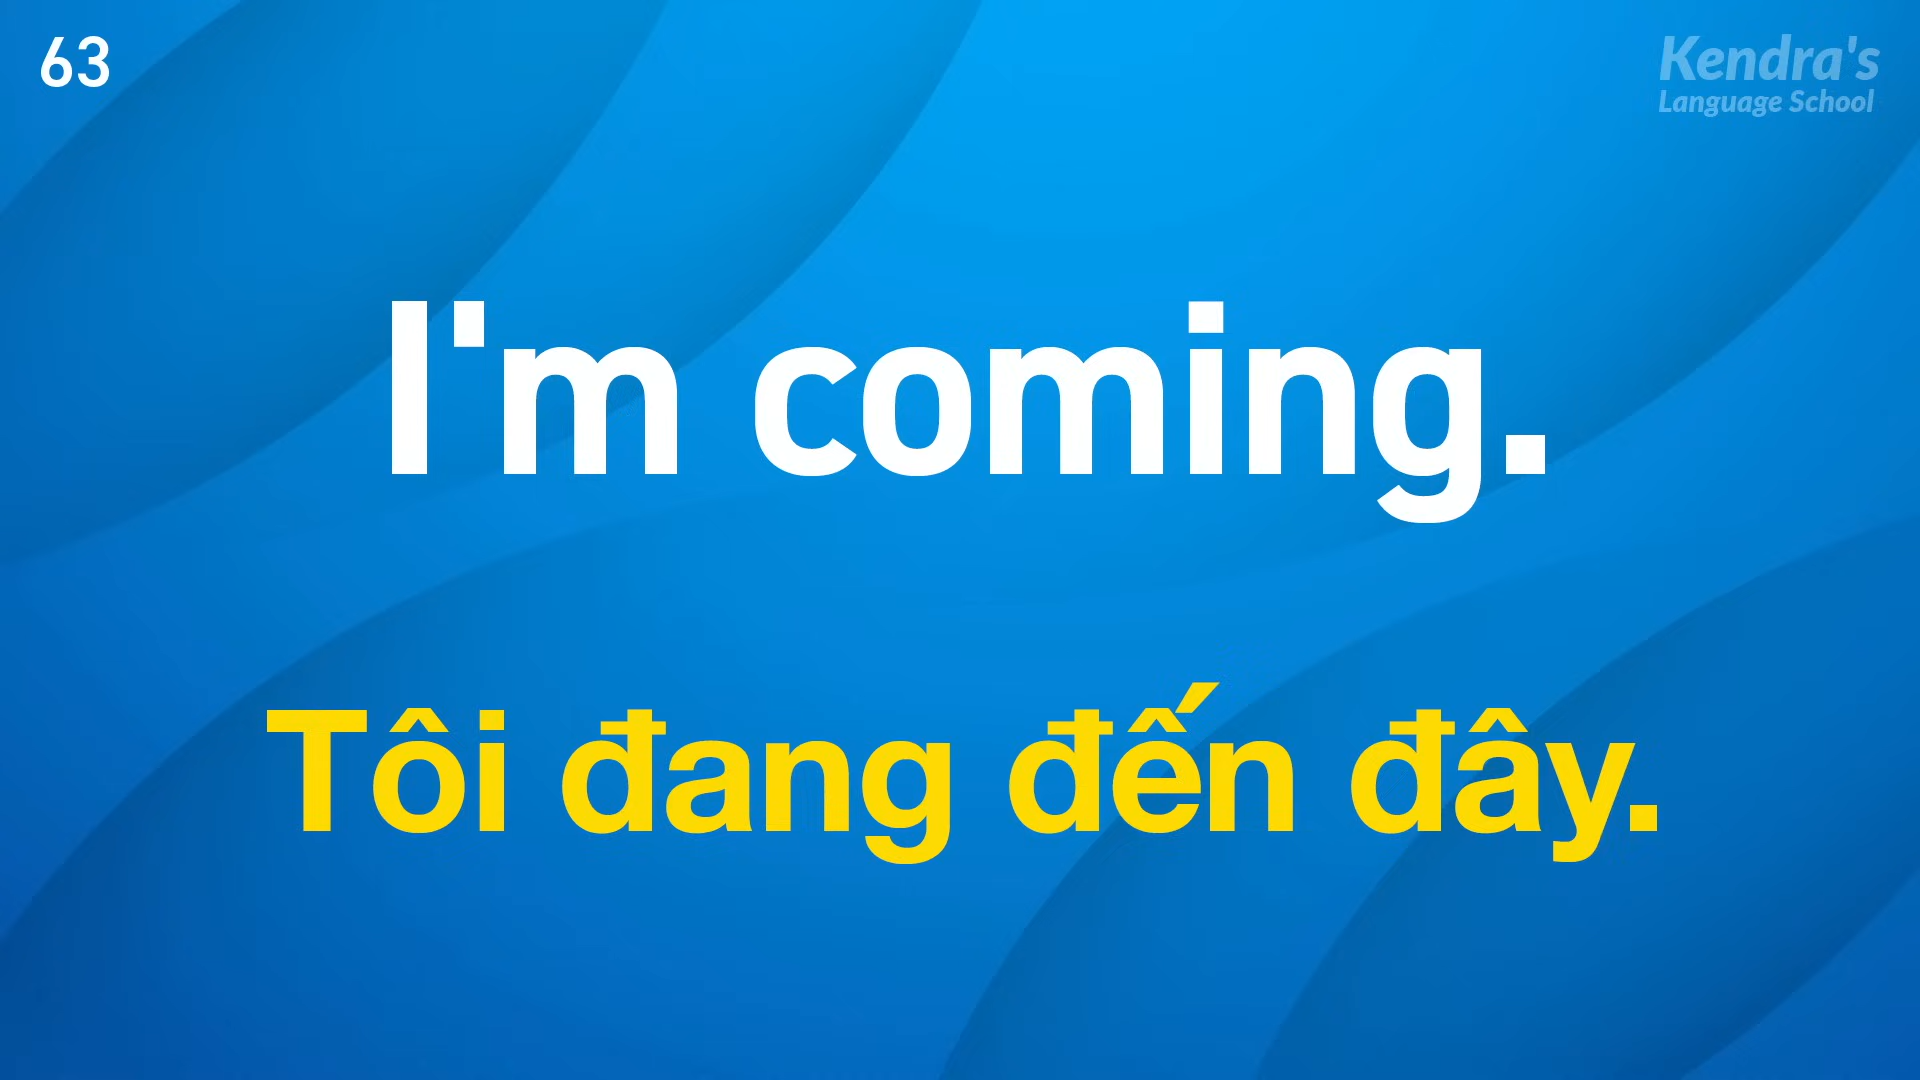 63
Kendra's
Language School
I'm coming.
Tôi đang đến đây.